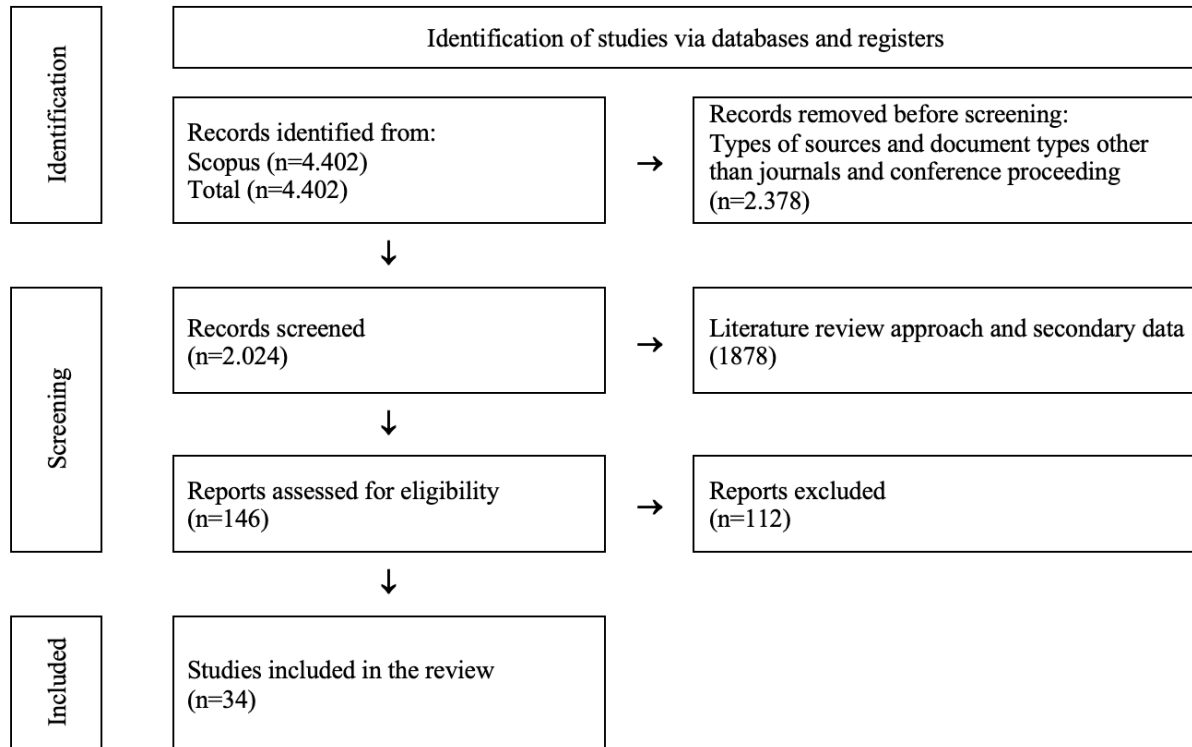 Identification
Identification of studies via databases and registers
Records identified from:
Scopus (n=4.402)
Total (n=4.402)
→
Records removed before screening:
Types of sources and document types other
than journals and conference proceeding
(n=2.378)
↓
Screening
Records screened
(n=2.024)
→
Literature review approach and secondary data
(1878)
↓
Reports assessed for eligibility
(n=146)
→
Reports excluded
(n=112)
↓
Included
Studies included in the review
(n=34)